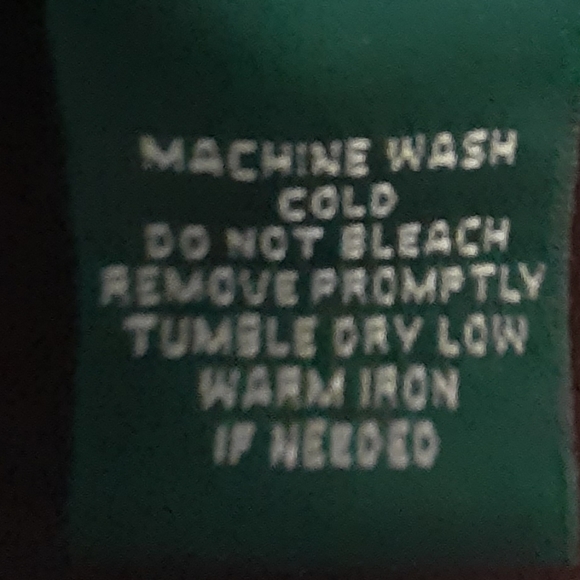 MACHINE WASH
COLD
DO NOT BLEACH
REMOVE PROMPTLY
TUMBLE DRY LOW
WARM IRON
IF NEEDED